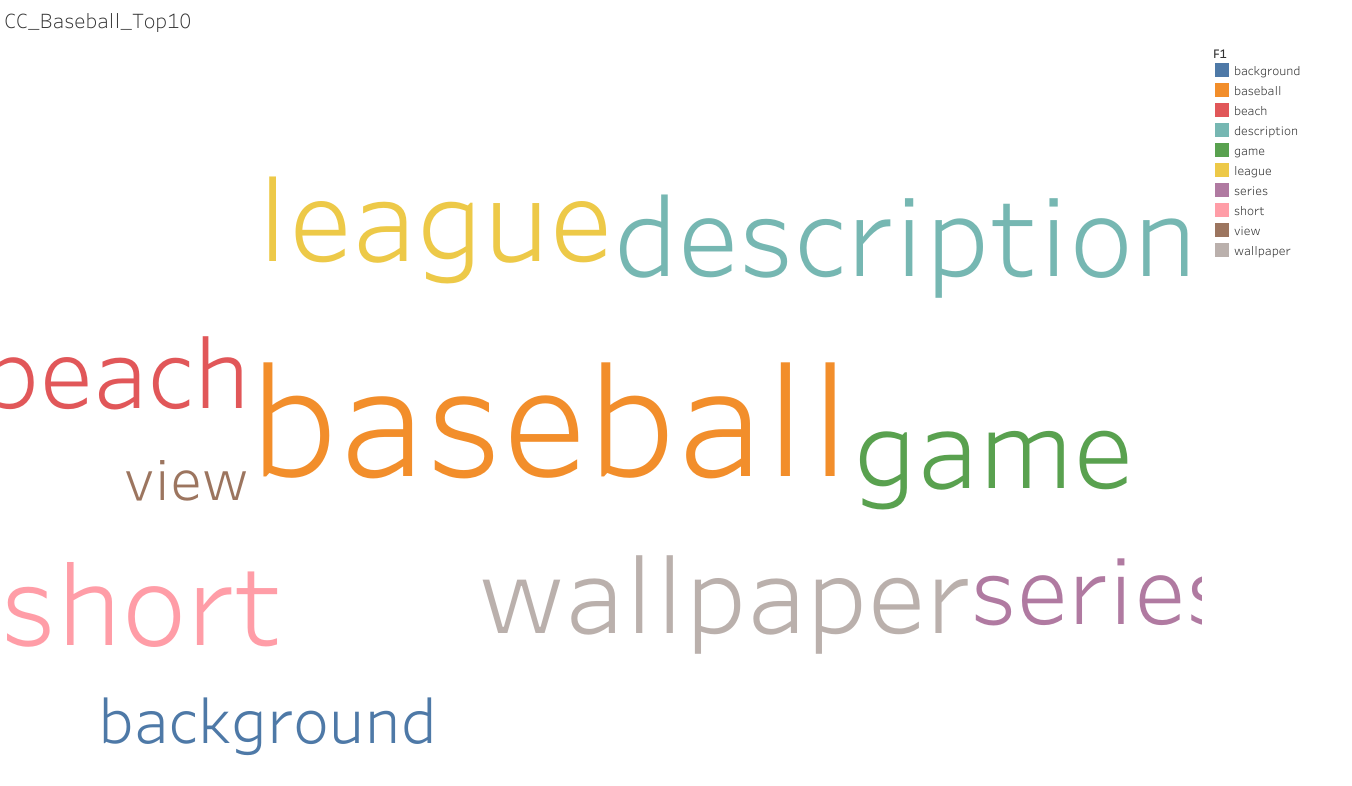 CC_Baseball_Top10
F1
background
baseball
beach
description
game
league
series
short
view
wallpaper
league description
beach
baseball
game
view
short
wallpaper series
background